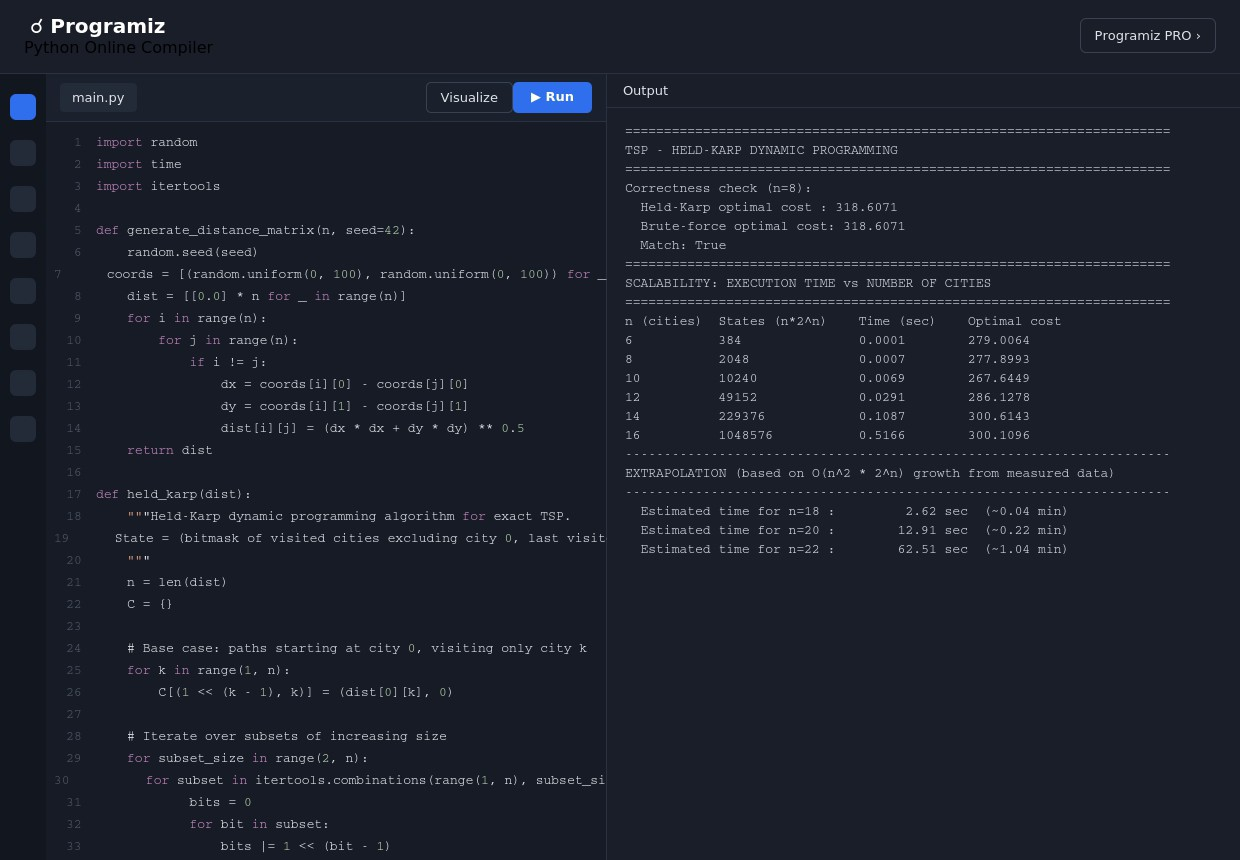 Programiz
Python Online Compiler
Programiz PRO ›
main.py
Visualize
▶ Run
Output
1 import random
2 import time
3 import itertools
4
5 def generate_distance_matrix(n, seed=42):
6     random.seed(seed)
7     coords = [(random.uniform(0, 100), random.uniform(0, 100)) for _
8     dist = [[0.0] * n for _ in range(n)]
9     for i in range(n):
10         for j in range(n):
11             if i != j:
12                 dx = coords[i][0] - coords[j][0]
13                 dy = coords[i][1] - coords[j][1]
14                 dist[i][j] = (dx * dx + dy * dy) ** 0.5
15     return dist
16
17 def held_karp(dist):
18     """Held-Karp dynamic programming algorithm for exact TSP.
19     State = (bitmask of visited cities excluding city 0, last visit
20     """
21     n = len(dist)
22     C = {}
23
24     # Base case: paths starting at city 0, visiting only city k
25     for k in range(1, n):
26         C[(1 << (k - 1), k)] = (dist[0][k], 0)
27
28     # Iterate over subsets of increasing size
29     for subset_size in range(2, n):
30         for subset in itertools.combinations(range(1, n), subset_si
31             bits = 0
32             for bit in subset:
33                 bits |= 1 << (bit - 1)
======================================================================
TSP - HELD-KARP DYNAMIC PROGRAMMING
======================================================================
Correctness check (n=8):
  Held-Karp optimal cost : 318.6071
  Brute-force optimal cost: 318.6071
  Match: True
======================================================================
SCALABILITY: EXECUTION TIME vs NUMBER OF CITIES
======================================================================
n (cities)  States (n*2^n)    Time (sec)    Optimal cost
6           384               0.0001        279.0064
8           2048              0.0007        277.8993
10          10240             0.0069        267.6449
12          49152             0.0291        286.1278
14          229376            0.1087        300.6143
16          1048576           0.5166        300.1096
----------------------------------------------------------------------
EXTRAPOLATION (based on O(n^2 * 2^n) growth from measured data)
----------------------------------------------------------------------
  Estimated time for n=18 :         2.62 sec  (~0.04 min)
  Estimated time for n=20 :        12.91 sec  (~0.22 min)
  Estimated time for n=22 :        62.51 sec  (~1.04 min)